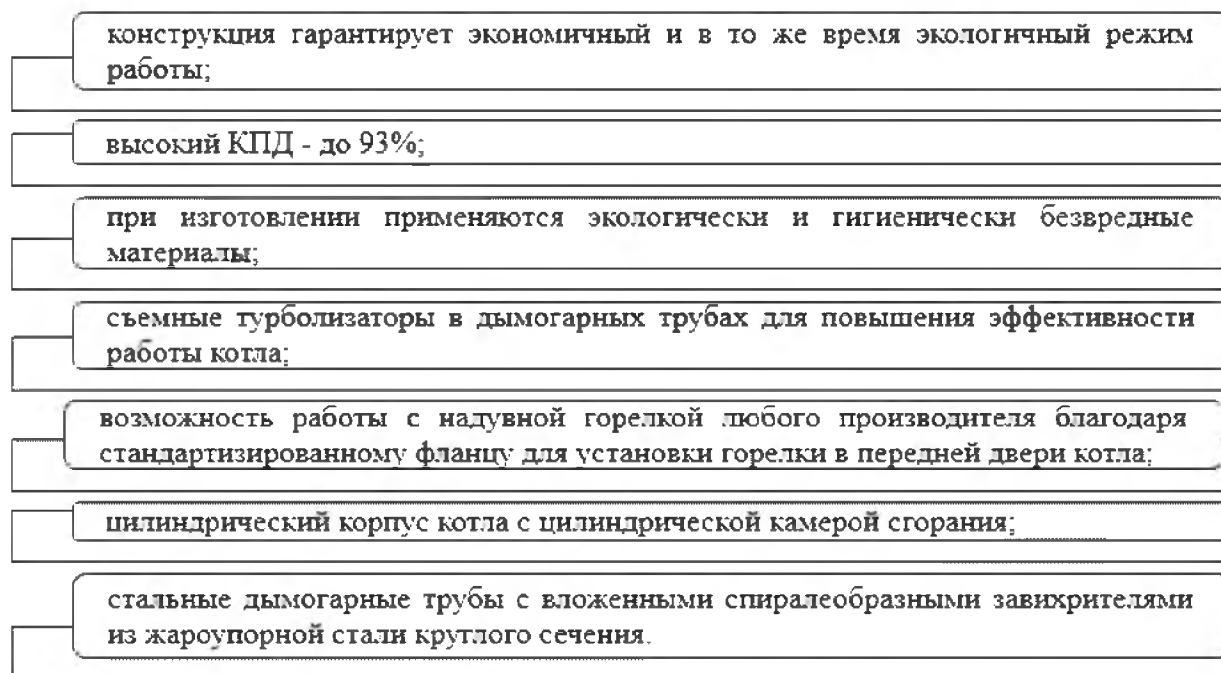 конструкция гарантирует экономичный и в то же время экологичный режим
работы;
высокий КПД - до 93%;
при изготовлении применяются экологически и гигиенически безвредные
материалы;
съемные турболизаторы в дымогарных трубах для повышения эффективности
работы котла;
возможность работы с надувной горелкой любого производителя благодаря
стандартизированному фланцу для установки горелки в передней двери котла;
цилиндрический корпус котла с цилиндрической камерой сгорания;
стальные дымогарные трубы с вложенными спиралеобразными завихрителями
из жароупорной стали круглого сечения.